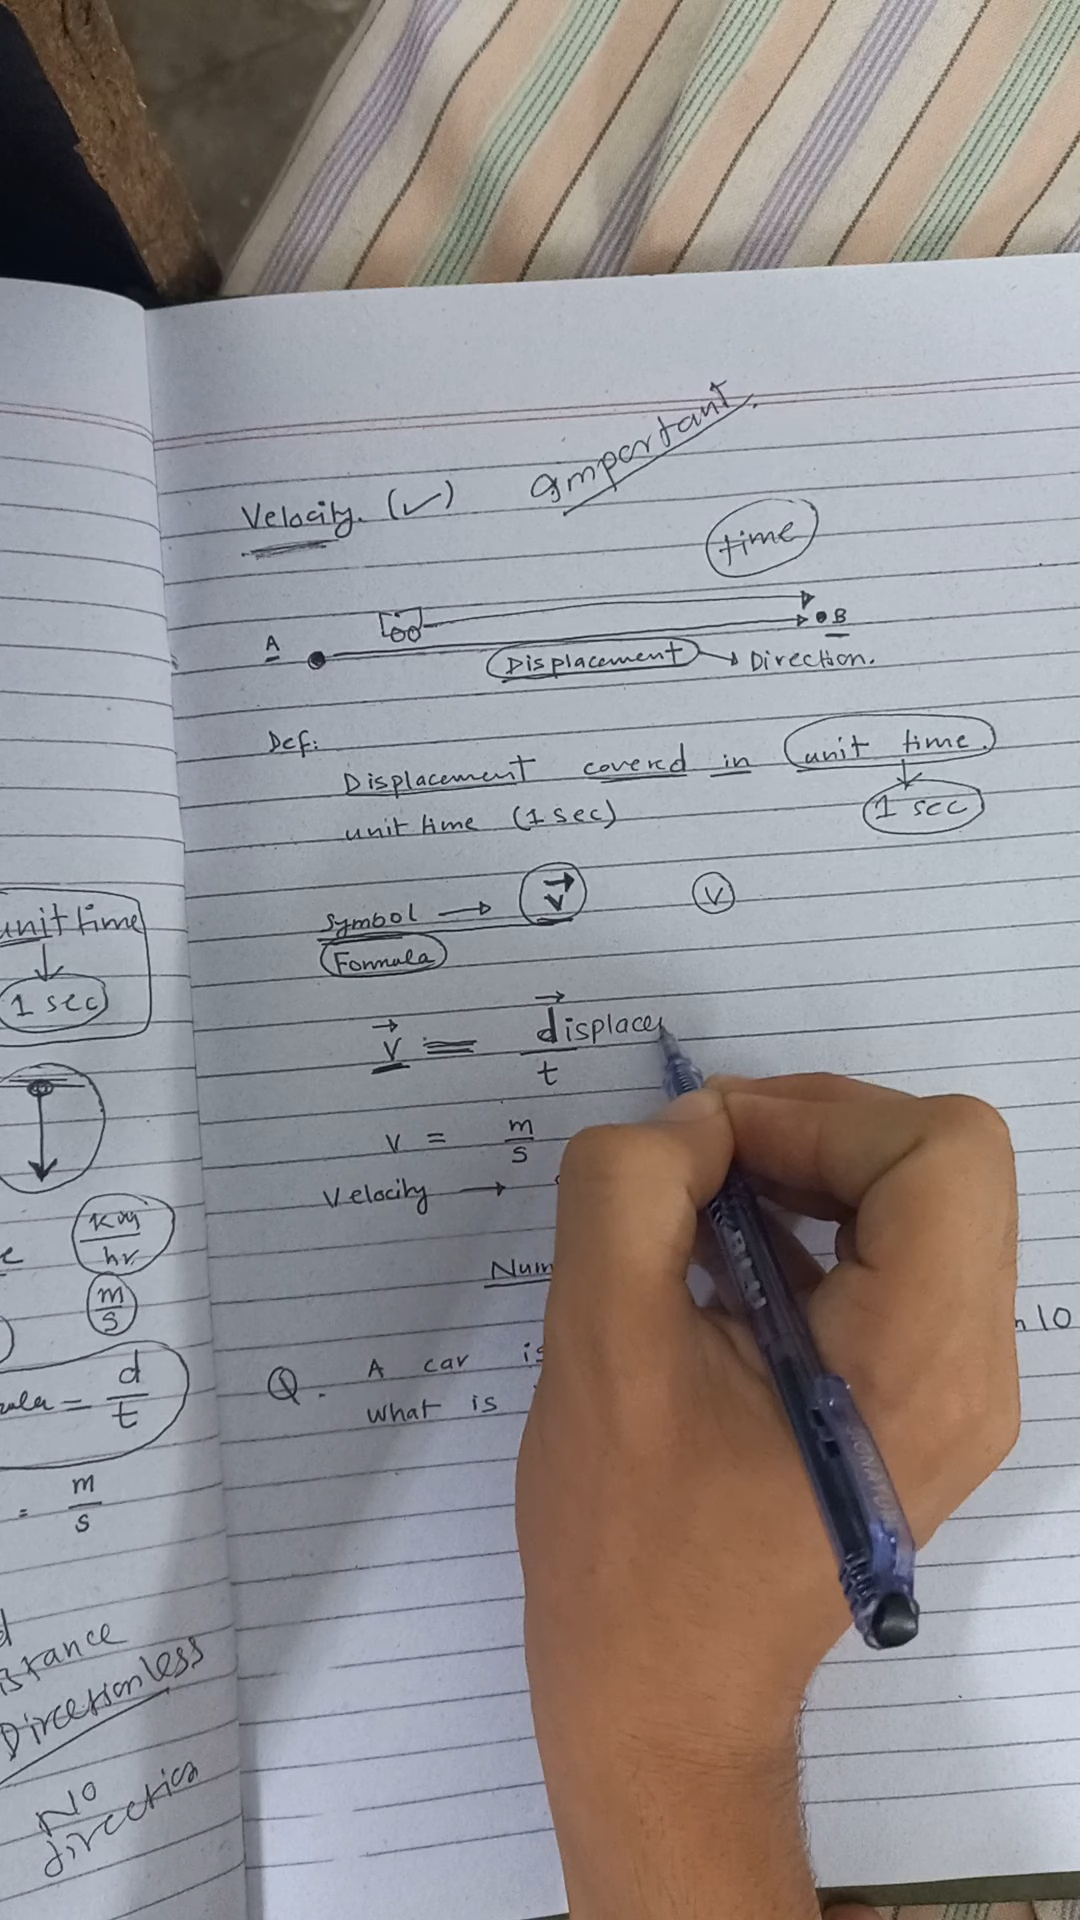 Important.
Velocity. (✓)
time
A
B
Displacement → Direction.
Def:
Displacement covered in unit time.
unit time (1 sec)
1 sec
Symbol → v⃗
v
Formula
v⃗ = d⃗isplace
t
v = m/s
Velocity →
Q. A car
what is
10
unit time
↓
1 sec
Km/hr
m/s
= d/t
= m/s
Directionless
No
direction